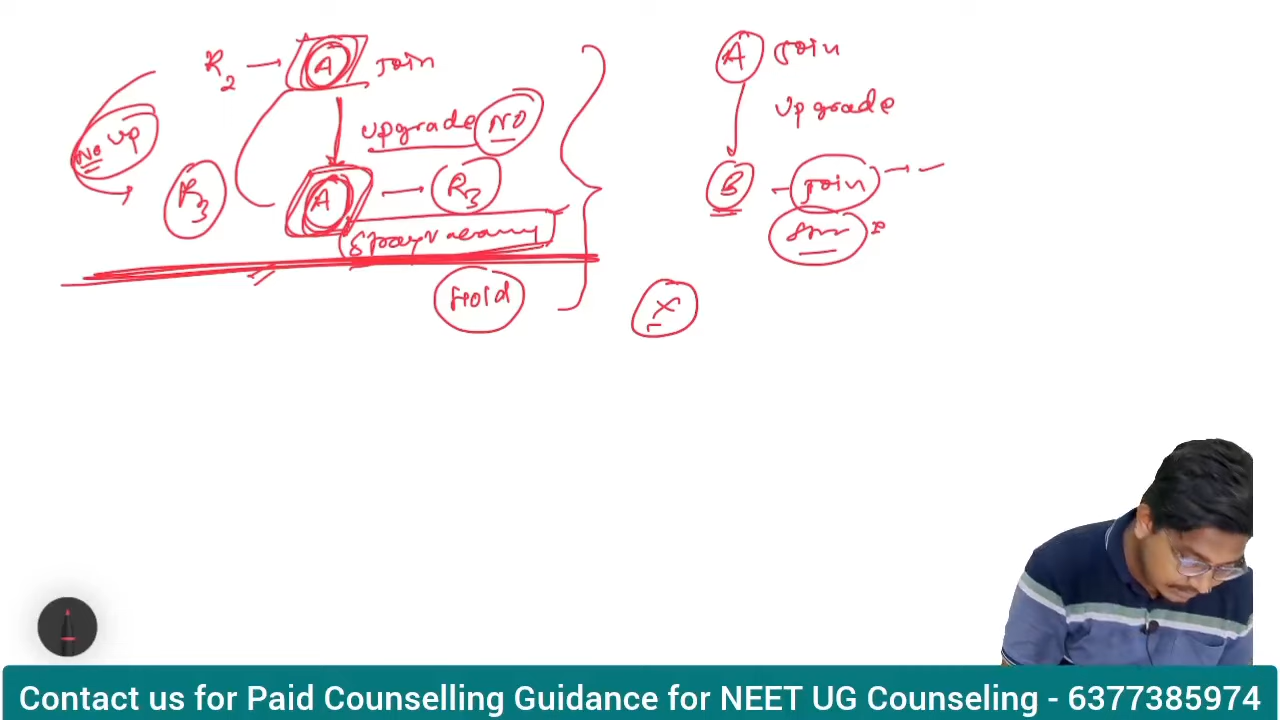 R2 → A Join
upgrade NO
No up
R3
A → R3
Stray Vacancy
Hold
A Join
upgrade
B - Join →
X
Contact us for Paid Counselling Guidance for NEET UG Counseling - 6377385974